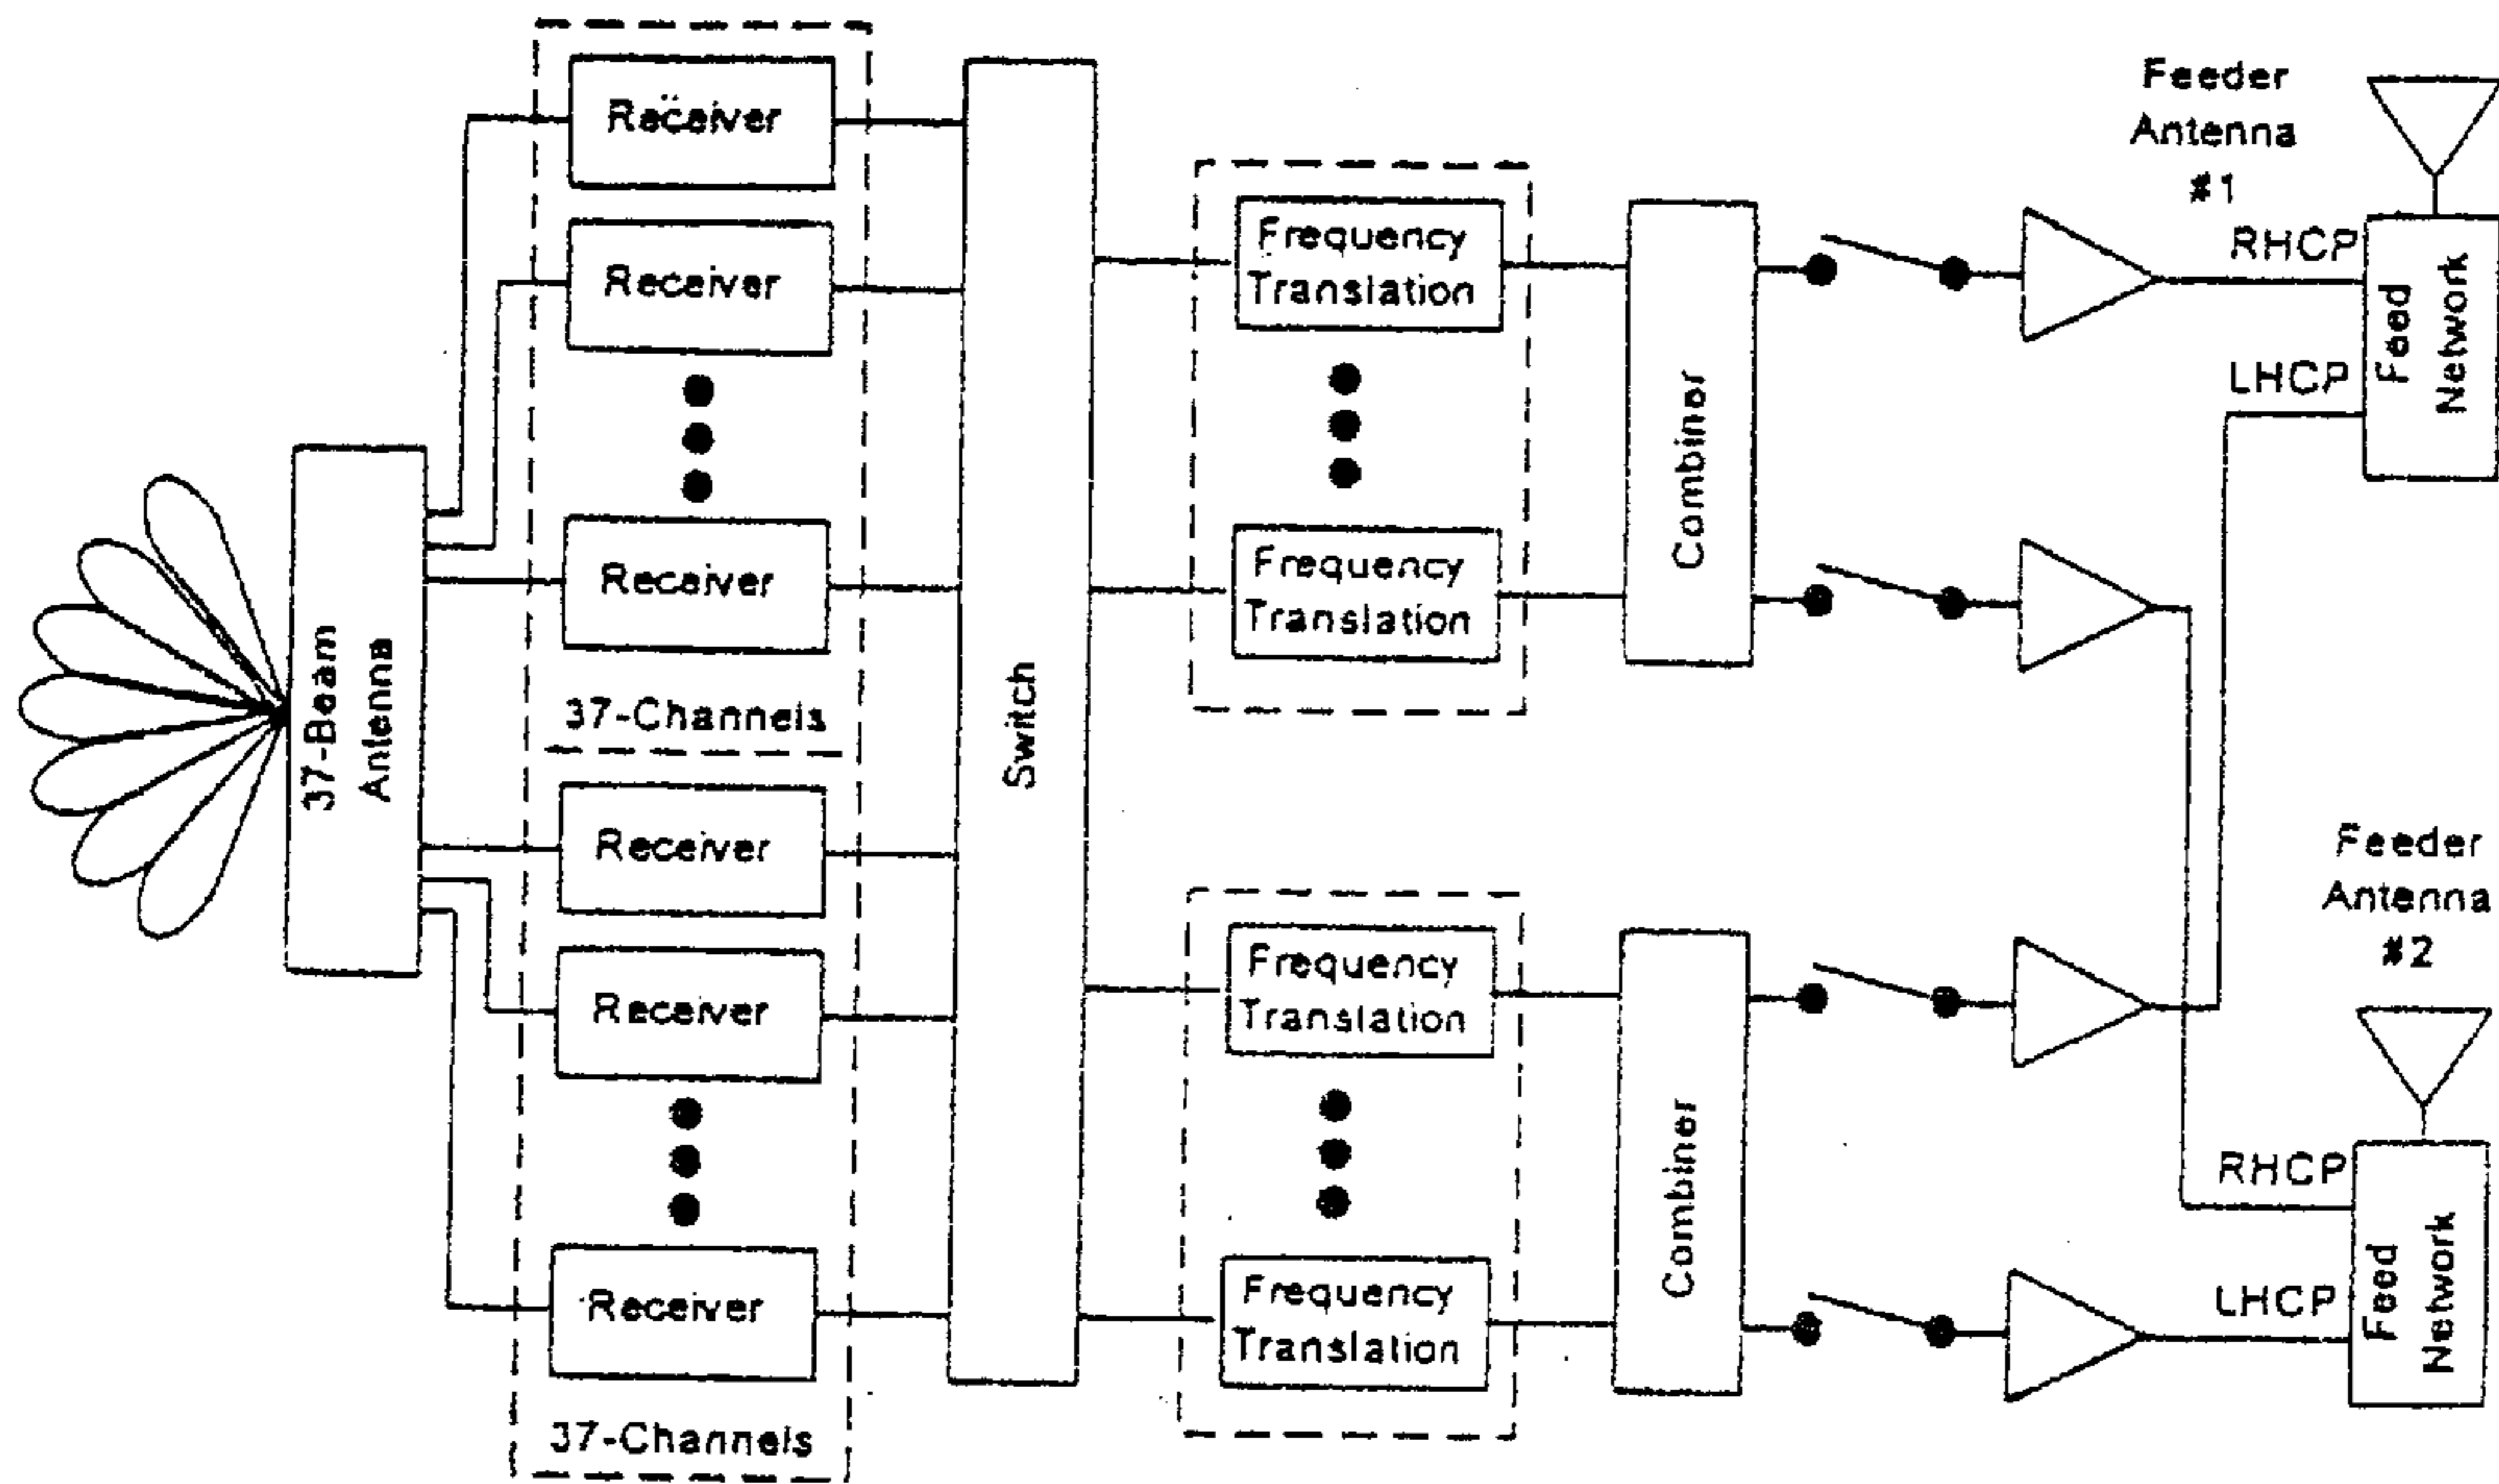 37-Beam
Antenna
Receiver
Receiver
Receiver
37-Channels
Receiver
Receiver
Receiver
37-Channels
Switch
Frequency
Translation
Frequency
Translation
Frequency
Translation
Frequency
Translation
Combiner
Combiner
Feeder
Antenna
#1
RHCP
LHCP
Feed
Network
Feeder
Antenna
#2
RHCP
LHCP
Feed
Network